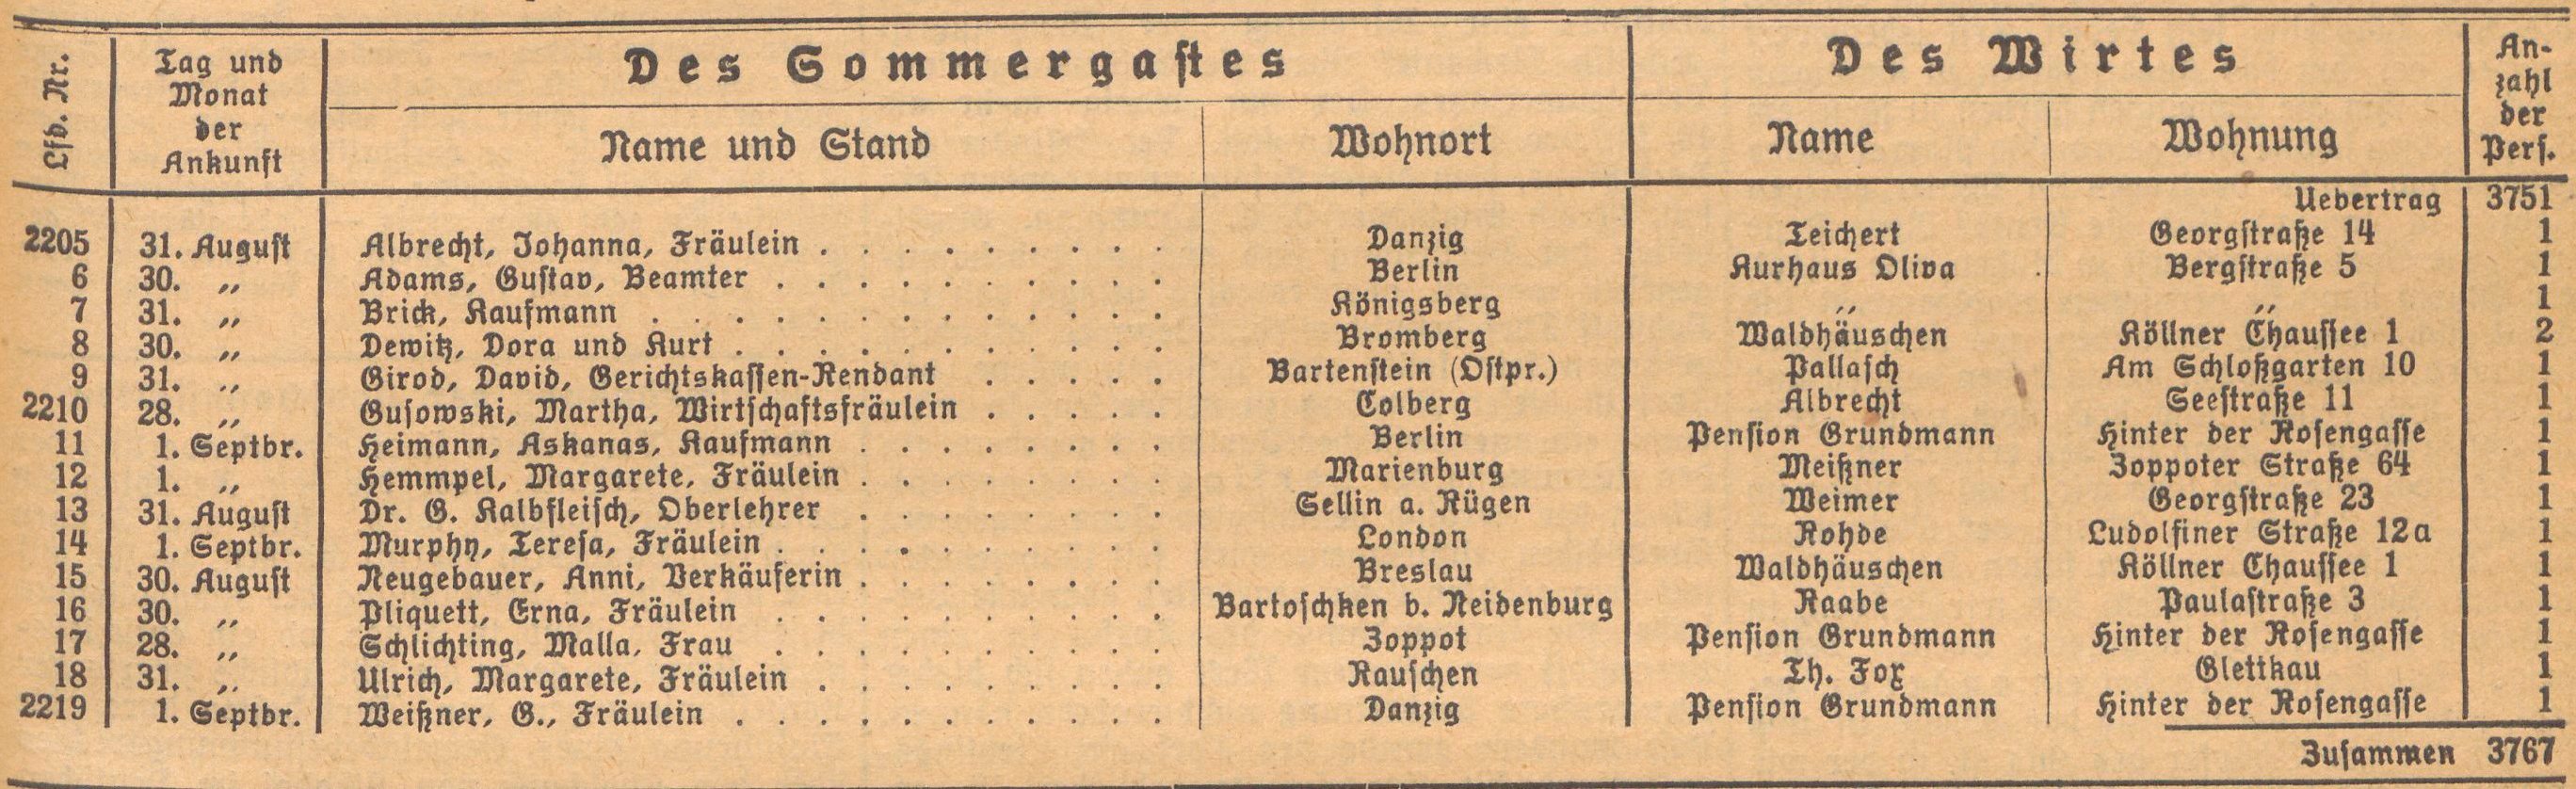 Lfd. Nr.
Tag und Monat der Ankunft
Des Sommergastes
Des Wirtes
An-zahl der Pers.
Name und Stand
Wohnort
Name
Wohnung
Uebertrag 3751
2205 31. August Albrecht, Johanna, Fräulein . . . . . . . . . Danzig Teichert Georgstraße 14 1
6 30. „ Adams, Gustav, Beamter . . . . . . . . . . Berlin Kurhaus Oliva Bergstraße 5 1
7 31. „ Brick, Kaufmann . . . . . . . . . . . . . Königsberg „ „ 1
8 30. „ Dewitz, Dora und Kurt . . . . . . . . . . . Bromberg Waldhäuschen Köllner Chaussee 1 2
9 31. „ Girod, David, Gerichtskassen-Rendant . . . . . Bartenstein (Ostpr.) Pallasch Am Schloßgarten 10 1
2210 28. „ Gusowski, Martha, Wirtschaftsfräulein . . . . . Colberg Albrecht Seestraße 11 1
11 1. Septbr. Heimann, Askanas, Kaufmann . . . . . . . . Berlin Pension Grundmann Hinter der Rosengasse 1
12 1. „ Hemmpel, Margarete, Fräulein . . . . . . . . Marienburg Meißner Zoppoter Straße 64 1
13 31. August Dr. G. Kalbfleisch, Oberlehrer . . . . . . . . Sellin a. Rügen Weimer Georgstraße 23 1
14 1. Septbr. Murphy, Teresa, Fräulein . . . . . . . . . . London Rohde Ludolfiner Straße 12a 1
15 30. August Neugebauer, Anni, Verkäuferin . . . . . . . . Breslau Waldhäuschen Köllner Chaussee 1 1
16 30. „ Pliquett, Erna, Fräulein . . . . . . . . . . Bartoschken b. Neidenburg Raabe Paulastraße 3 1
17 28. „ Schlichting, Malla, Frau . . . . . . . . . . Zoppot Pension Grundmann Hinter der Rosengasse 1
18 31. „ Ulrich, Margarete, Fräulein . . . . . . . . . Rauschen Th. Fox Glettkau 1
2219 1. Septbr. Weißner, G., Fräulein . . . . . . . . . . . Danzig Pension Grundmann Hinter der Rosengasse 1
Zusammen 3767